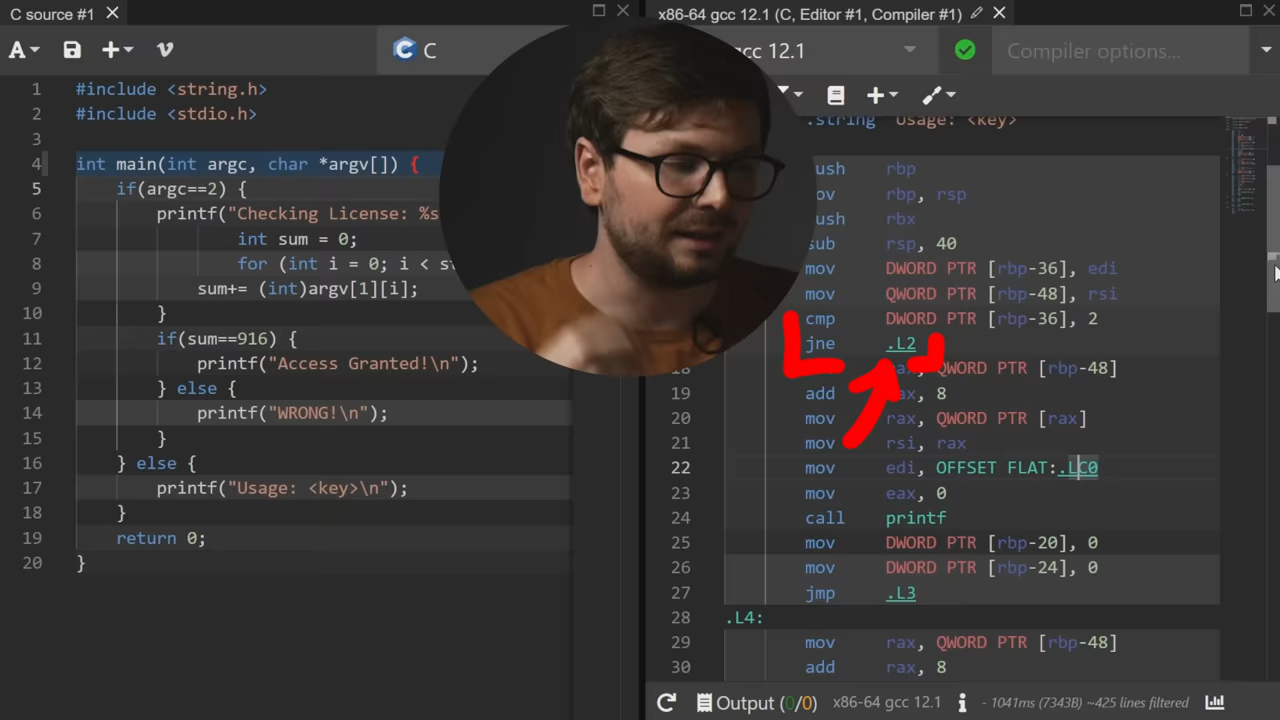 C source #1
x86-64 gcc 12.1 (C, Editor #1, Compiler #1)
A
C
gcc 12.1
Compiler options...
1 #include <string.h>
2 #include <stdio.h>
3
4 int main(int argc, char *argv[]) {
5 if(argc==2) {
6 printf("Checking License: %s
7 int sum = 0;
8 for (int i = 0; i <
9 sum+= (int)argv[1][i];
10 }
11 if(sum==916) {
12 printf("Access Granted!\n");
13 } else {
14 printf("WRONG!\n");
15 }
16 } else {
17 printf("Usage: <key>\n");
18 }
19 return 0;
20 }
.string "Usage: <key>
ush rbp
ov rbp, rsp
ush rbx
sub rsp, 40
mov DWORD PTR [rbp-36], edi
mov QWORD PTR [rbp-48], rsi
cmp DWORD PTR [rbp-36], 2
jne .L2
18 rax, QWORD PTR [rbp-48]
19 add rax, 8
20 mov rax, QWORD PTR [rax]
21 mov rsi, rax
22 mov edi, OFFSET FLAT:.LC0
23 mov eax, 0
24 call printf
25 mov DWORD PTR [rbp-20], 0
26 mov DWORD PTR [rbp-24], 0
27 jmp .L3
28 .L4:
29 mov rax, QWORD PTR [rbp-48]
30 add rax, 8
Output (0/0) x86-64 gcc 12.1 i - 1041ms (7343B) ~425 lines filtered